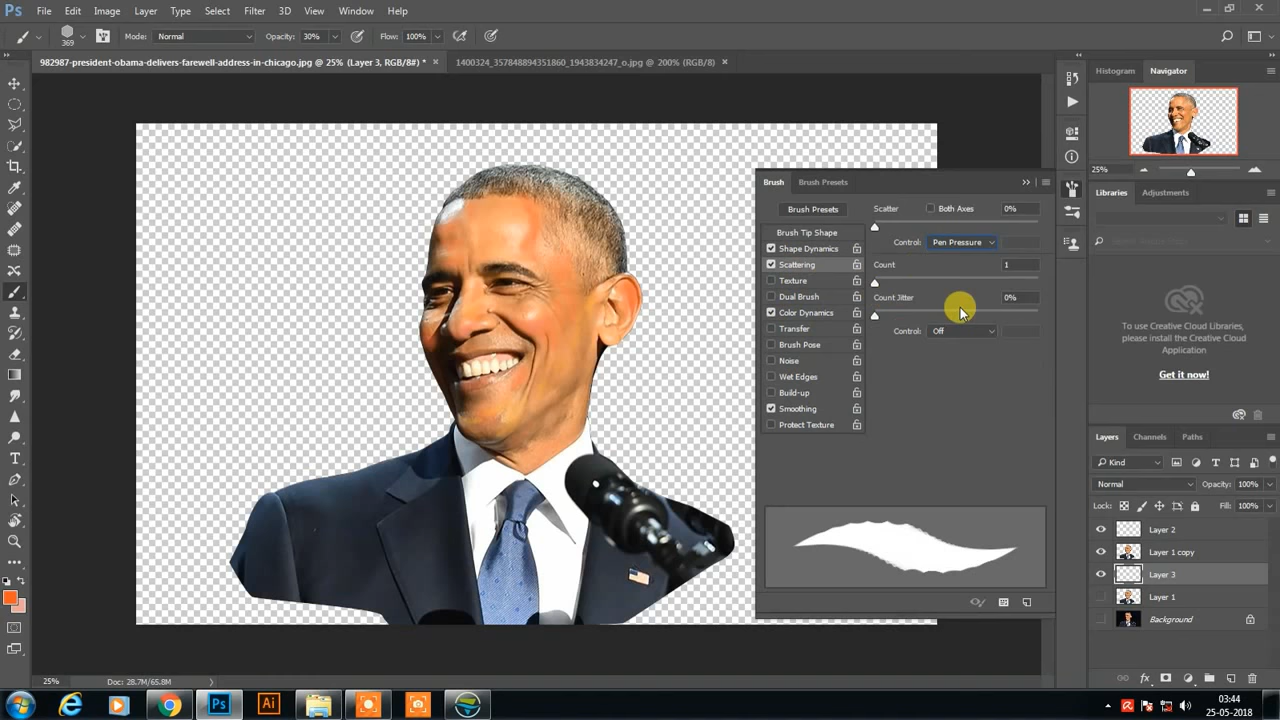 Ps File Edit Image Layer Type Select Filter 3D View Window Help
369 Mode: Normal Opacity: 30% Flow: 100%
982987-president-obama-delivers-farewell-address-in-chicago.jpg @ 25% (Layer 3, RGB/8#) * × 1400324_357848894351860_1943834247_o.jpg @ 200% (RGB/8) ×
Histogram Navigator
25%
Libraries Adjustments
To use Creative Cloud Libraries,
please install the Creative Cloud
Application
Get it now!
Brush Brush Presets
Brush Presets
Brush Tip Shape
Shape Dynamics
Scattering
Texture
Dual Brush
Color Dynamics
Transfer
Brush Pose
Noise
Wet Edges
Build-up
Smoothing
Protect Texture
Scatter Both Axes 0%
Control: Pen Pressure
Count 1
Count Jitter 0%
Control: Off
Layers Channels Paths
Kind
Normal Opacity: 100%
Lock: Fill: 100%
Layer 2
Layer 1 copy
Layer 3
Layer 1
Background
fx
25% Doc: 28.7M/65.8M
Ps Ai
03:44
25-05-2018